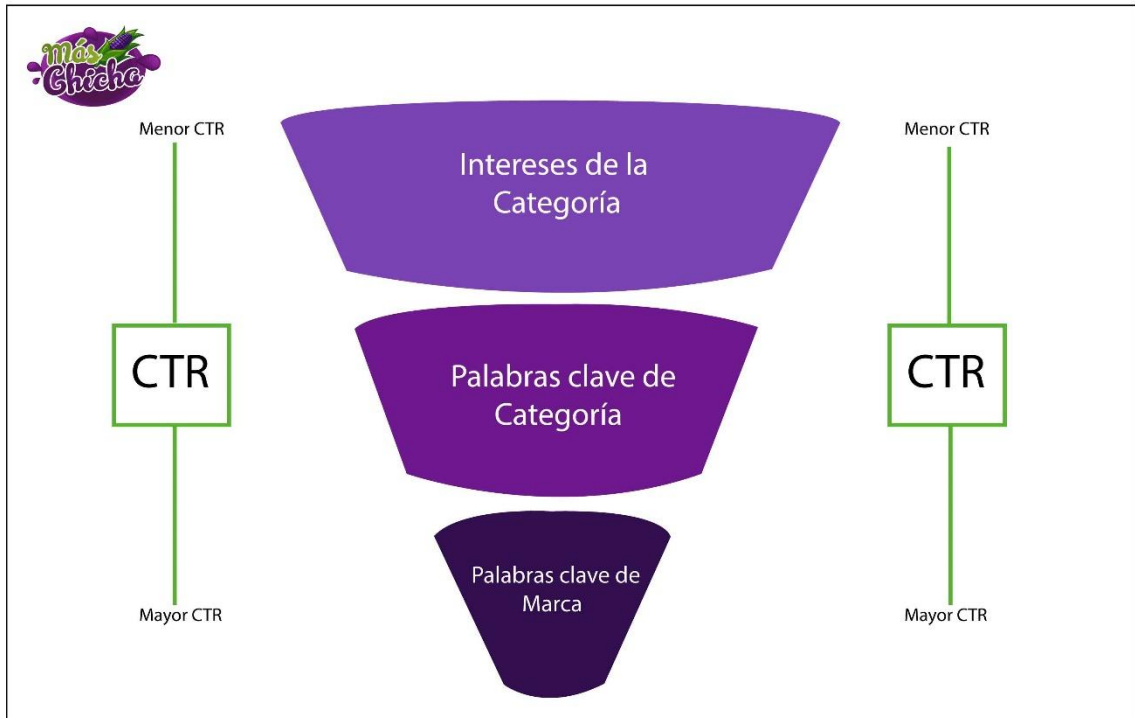 Más
Chicha
Menor CTR
Menor CTR
Intereses de la
Categoría
CTR
Palabras clave de
Categoría
CTR
Palabras clave de
Marca
Mayor CTR
Mayor CTR